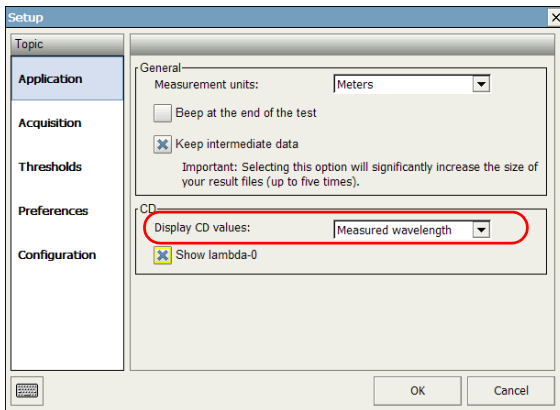 Setup
Topic
Application
Acquisition
Thresholds
Preferences
Configuration
General
Measurement units: Meters
Beep at the end of the test
Keep intermediate data
Important: Selecting this option will significantly increase the size of
your result files (up to five times).
CD
Display CD values: Measured wavelength
Show lambda-0
OK Cancel